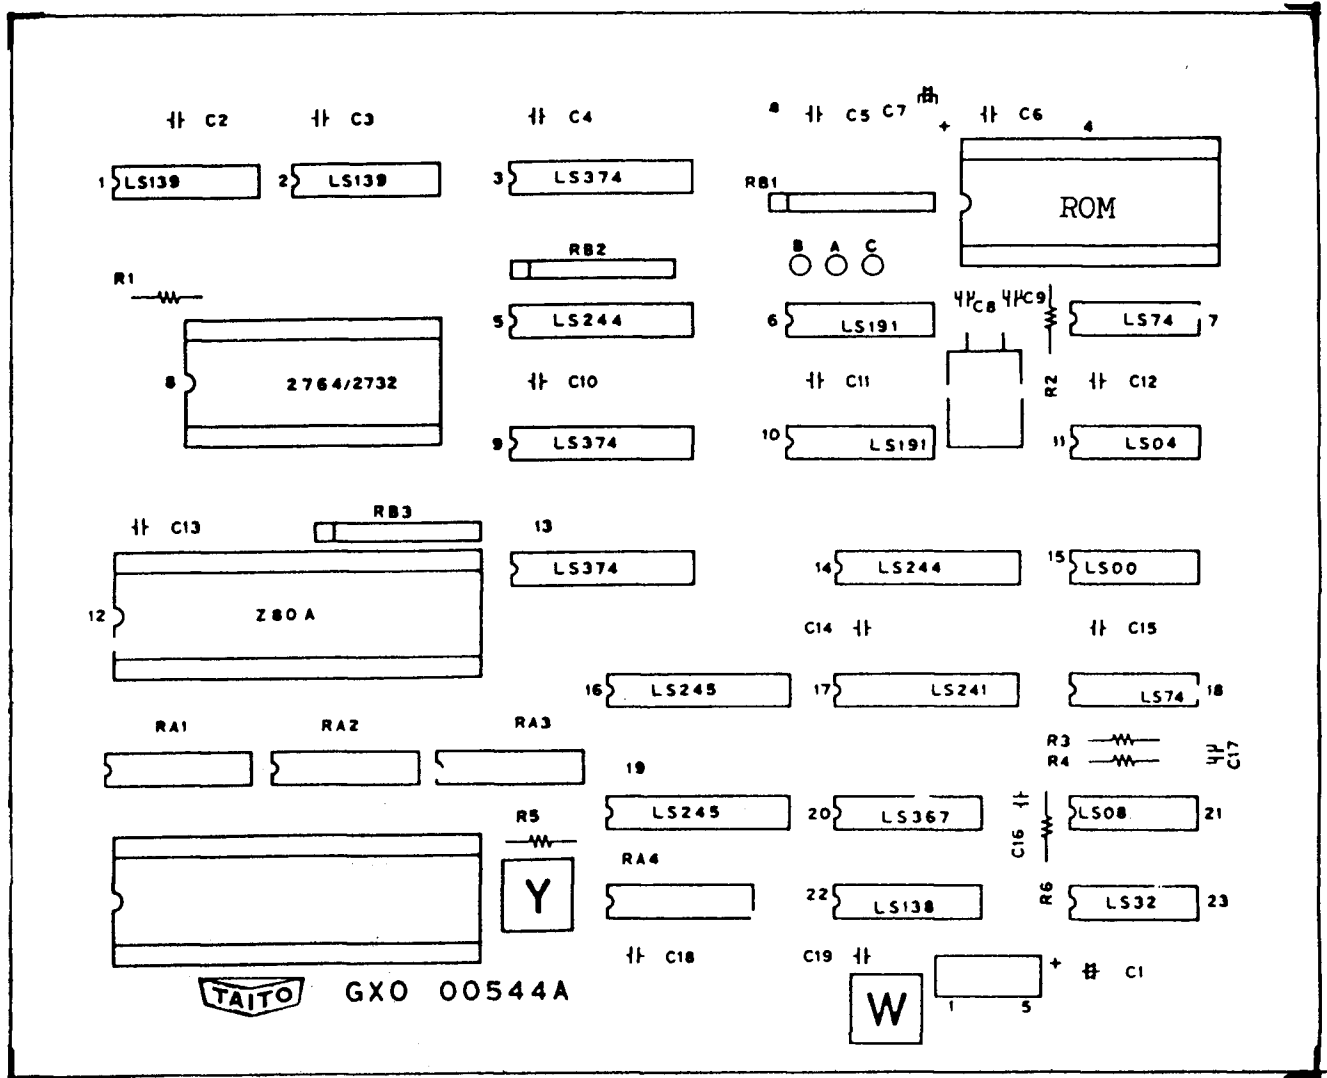 C2
C3
C4
8
C5
C7
C6
4
+
1
LS139
2
LS139
3
LS374
RB1
ROM
RB2
B
A
C
R1
5
LS244
6
LS191
C8
C9
LS74
7
8
2764/2732
C10
C11
R2
C12
9
LS374
10
LS191
11
LS04
C13
RB3
13
LS374
14
LS244
15
LS00
12
Z80A
C14
C15
16
LS245
17
LS241
LS74
18
RA1
RA2
RA3
R3
R4
C17
19
LS245
20
LS367
C16
LS08
21
R5
RA4
Y
22
LS138
R6
LS32
23
C18
C19
W
+
C1
1
5
TAITO
GXO 00544A